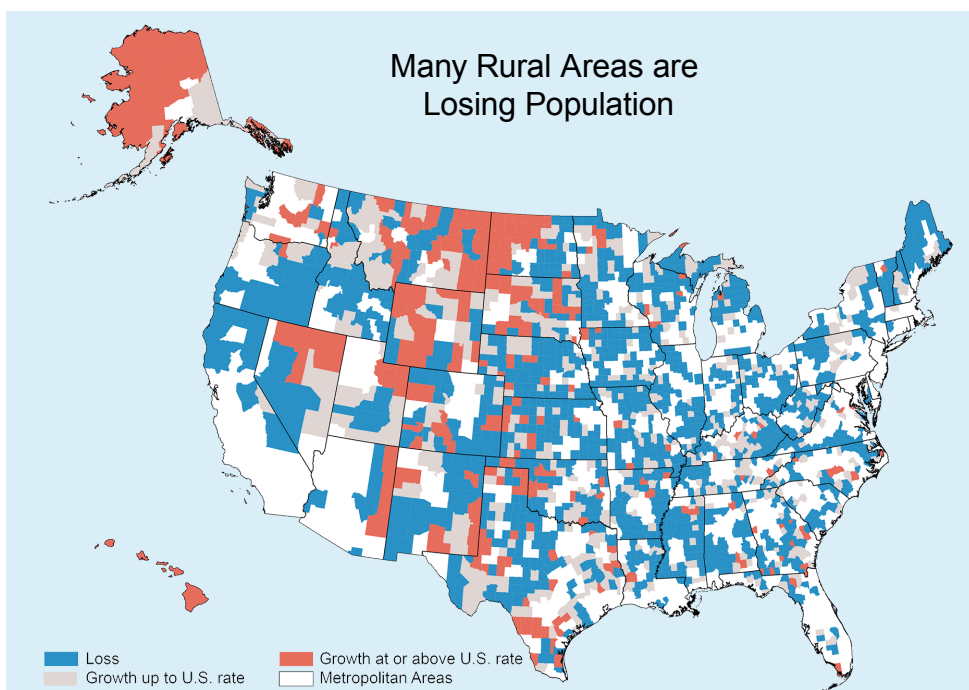 Many Rural Areas are
Losing Population
Loss
Growth at or above U.S. rate
Growth up to U.S. rate
Metropolitan Areas